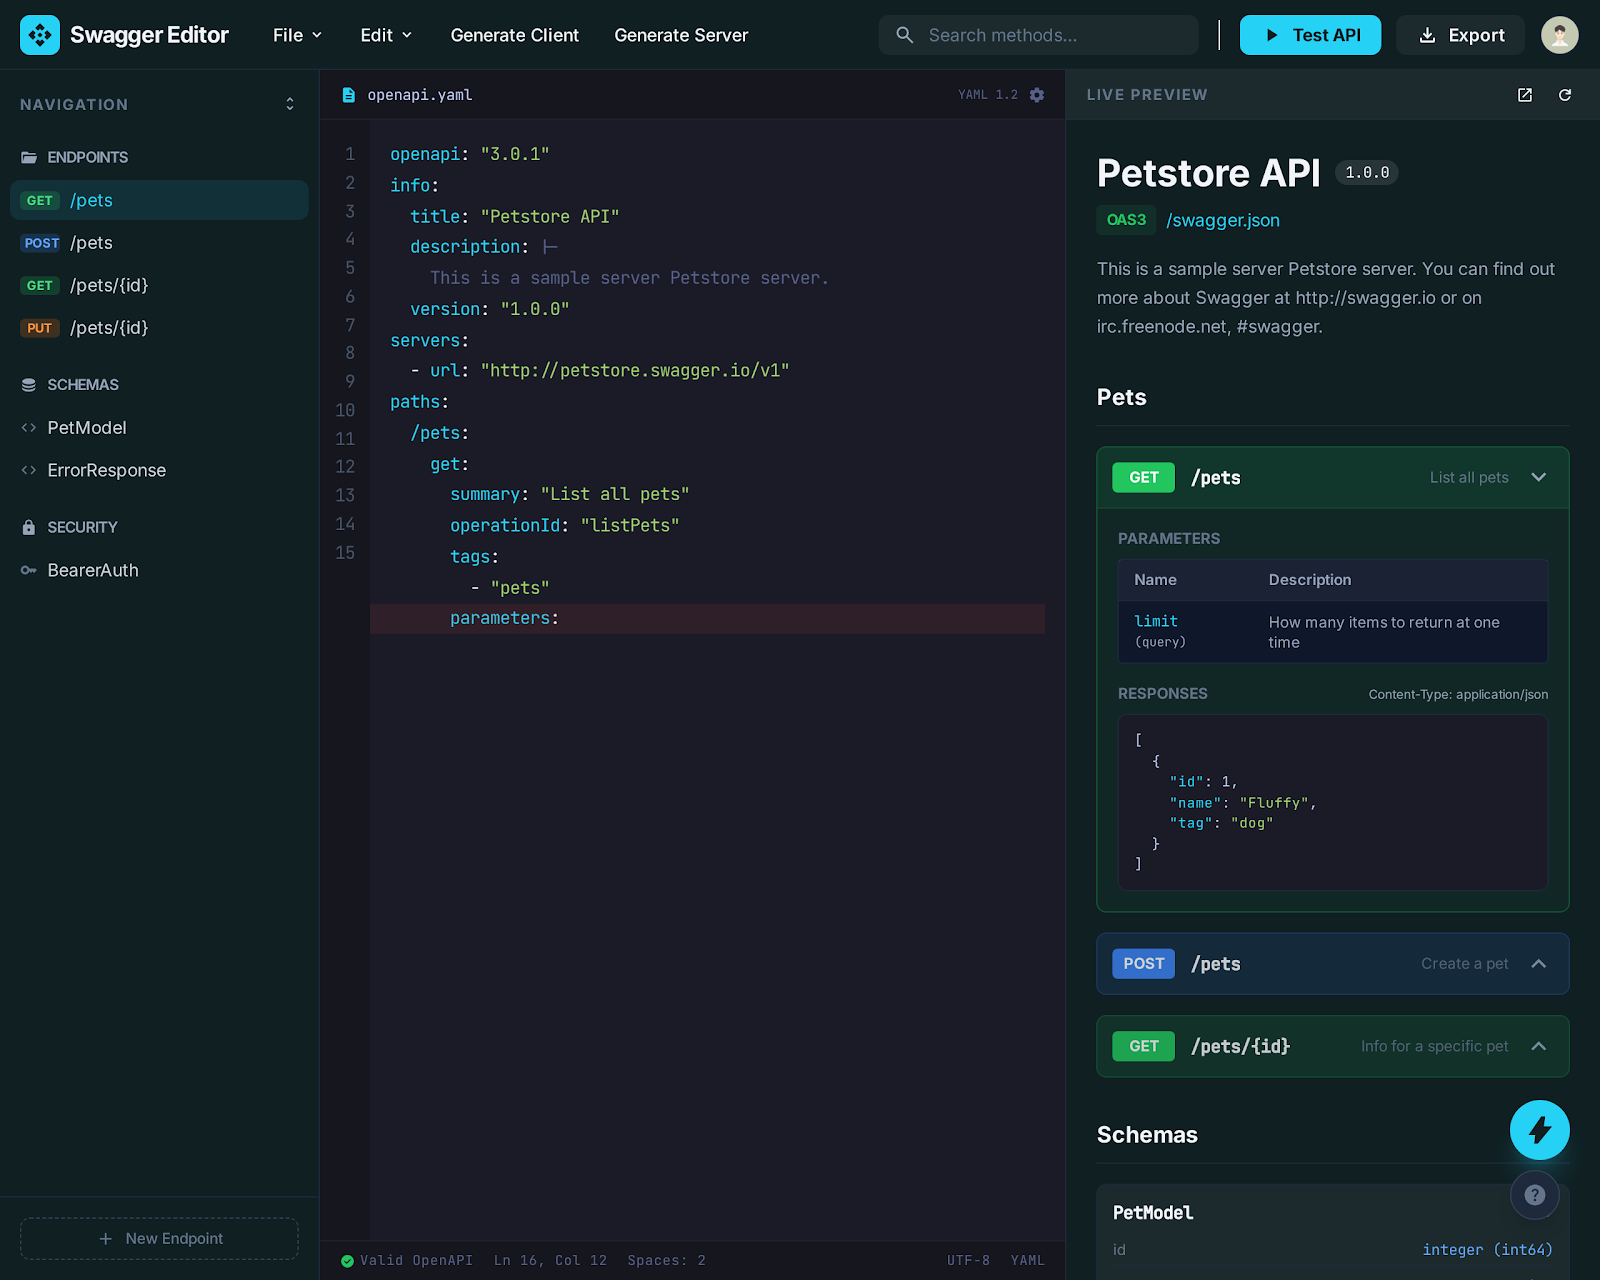 Swagger Editor
File
Edit
Generate Client
Generate Server
Search methods...
Test API
Export
NAVIGATION
ENDPOINTS
GET /pets
POST /pets
GET /pets/{id}
PUT /pets/{id}
SCHEMAS
<> PetModel
<> ErrorResponse
SECURITY
BearerAuth
+ New Endpoint
openapi.yaml
YAML 1.2
1
2
3
4
5
6
7
8
9
10
11
12
13
14
15
openapi: "3.0.1"
info:
  title: "Petstore API"
  description: |-
    This is a sample server Petstore server.
  version: "1.0.0"
servers:
  - url: "http://petstore.swagger.io/v1"
paths:
  /pets:
    get:
      summary: "List all pets"
      operationId: "listPets"
      tags:
        - "pets"
      parameters:
Valid OpenAPI
Ln 16, Col 12
Spaces: 2
UTF-8
YAML
LIVE PREVIEW
Petstore API 1.0.0
OAS3 /swagger.json
This is a sample server Petstore server. You can find out
more about Swagger at http://swagger.io or on
irc.freenode.net, #swagger.
Pets
GET /pets List all pets
PARAMETERS
Name Description
limit How many items to return at one
(query) time
RESPONSES Content-Type: application/json
[
  {
    "id": 1,
    "name": "Fluffy",
    "tag": "dog"
  }
]
POST /pets Create a pet
GET /pets/{id} Info for a specific pet
Schemas
?
PetModel
id integer (int64)